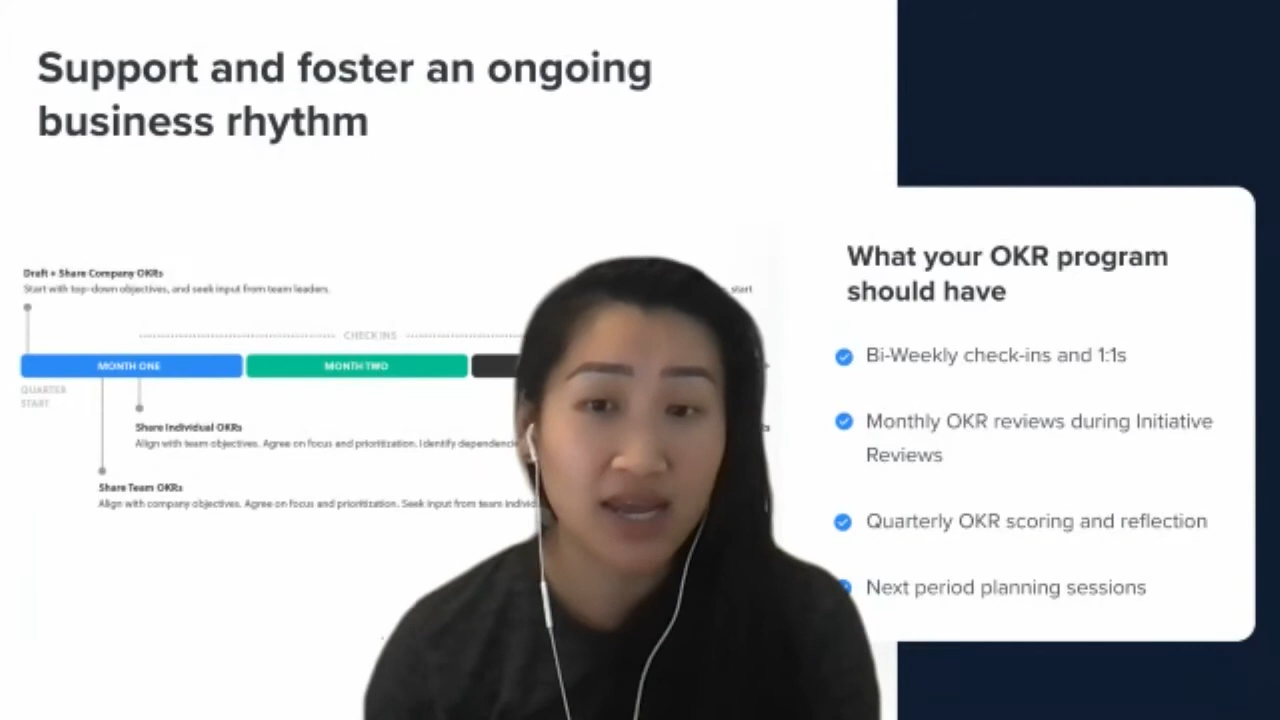 Support and foster an ongoing
business rhythm
Draft + Share Company OKRs
Start with top-down objectives, and seek input from team leaders.
start
CHECK INS
MONTH ONE
MONTH TWO
QUARTER
START
Share Individual OKRs
Align with team objectives. Agree on focus and prioritization. Identify
Share Team OKRs
Align with company objectives. Agree on focus and prioritization. Seek input from team
What your OKR program
should have
Bi-Weekly check-ins and 1:1s
Monthly OKR reviews during Initiative
Reviews
Quarterly OKR scoring and reflection
Next period planning sessions